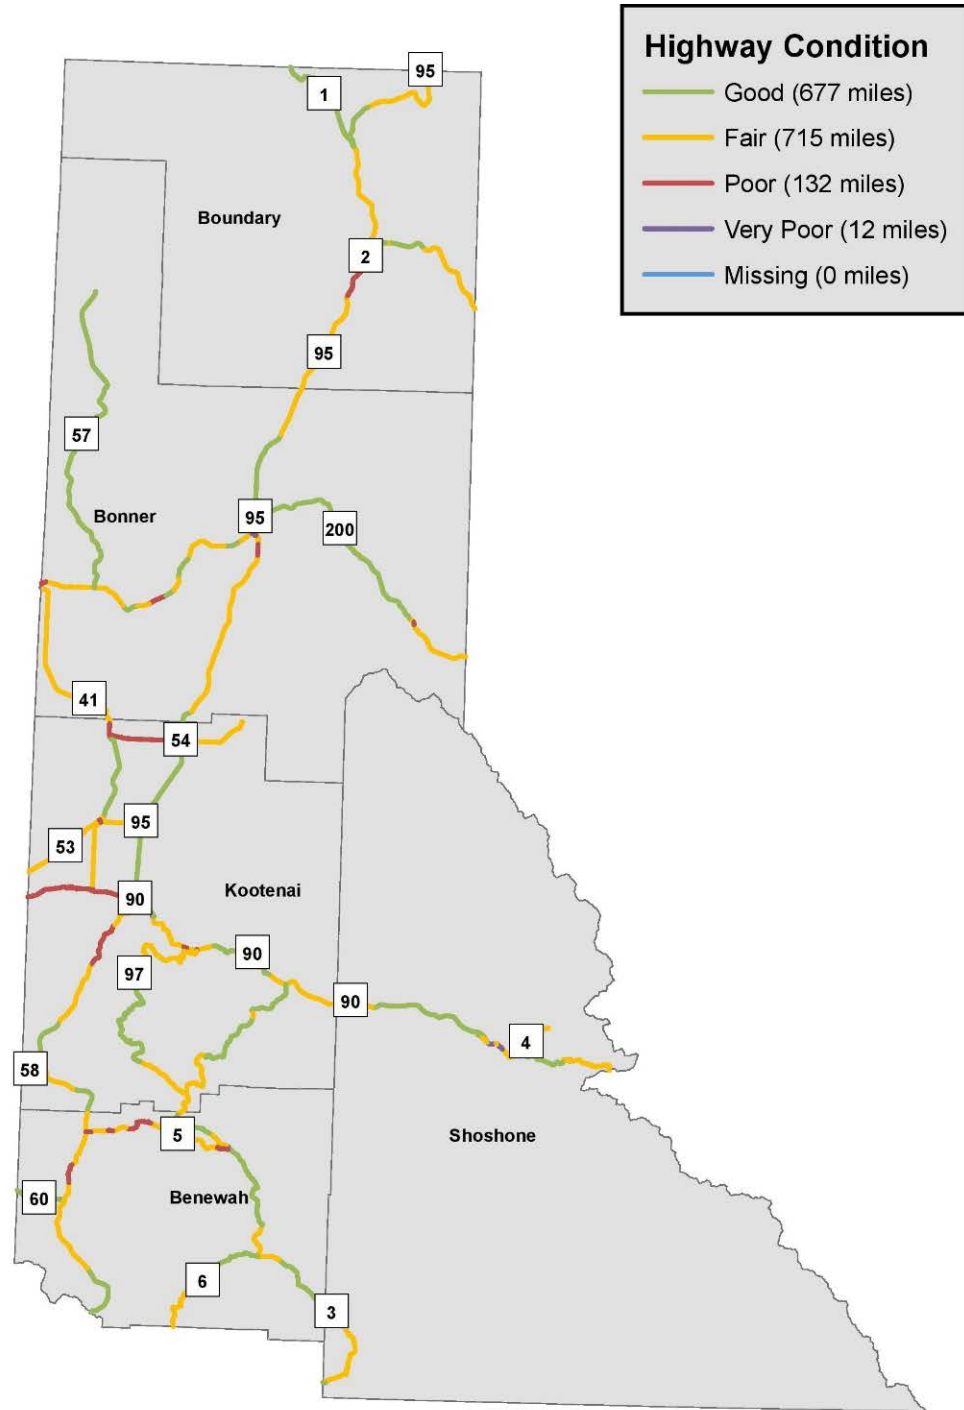 Highway Condition
Good (677 miles)
Fair (715 miles)
Poor (132 miles)
Very Poor (12 miles)
Missing (0 miles)
95
1
Boundary
2
95
57
Bonner
95
200
41
54
95
53
90
Kootenai
97
90
90
4
58
5
Shoshone
60
Benewah
6
3